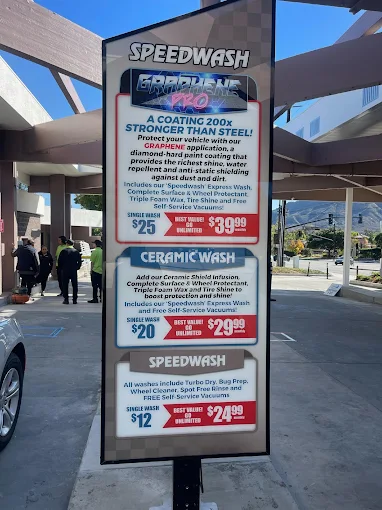 SPEEDWASH
GRAPHENE
PRO
A COATING 200x
STRONGER THAN STEEL!
Protect your vehicle with our
GRAPHENE application, a
diamond-hard paint coating that
provides the richest shine, water
repellent and anti-static shielding
against dust and dirt.
Includes our 'Speedwash' Express Wash,
Complete Surface & Wheel Protectant,
Triple Foam Wax, Tire Shine and Free
Self-Service Vacuums!
SINGLE WASH
$25
BEST VALUE!
GO
UNLIMITED
$39.99
CERAMIC WASH
Add our Ceramic Shield Infusion,
Complete Surface & Wheel Protectant,
Triple Foam Wax and Tire Shine to
boost protection and shine!
Includes our 'Speedwash' Express Wash
and Free Self-Service Vacuums!
SINGLE WASH
$20
BEST VALUE!
GO
UNLIMITED
$29.99
SPEEDWASH
All washes include Turbo Dry, Bug Prep,
Wheel Cleaner, Spot Free Rinse and
FREE Self-Service Vacuums
SINGLE WASH
$12
BEST VALUE!
GO
UNLIMITED
$24.99